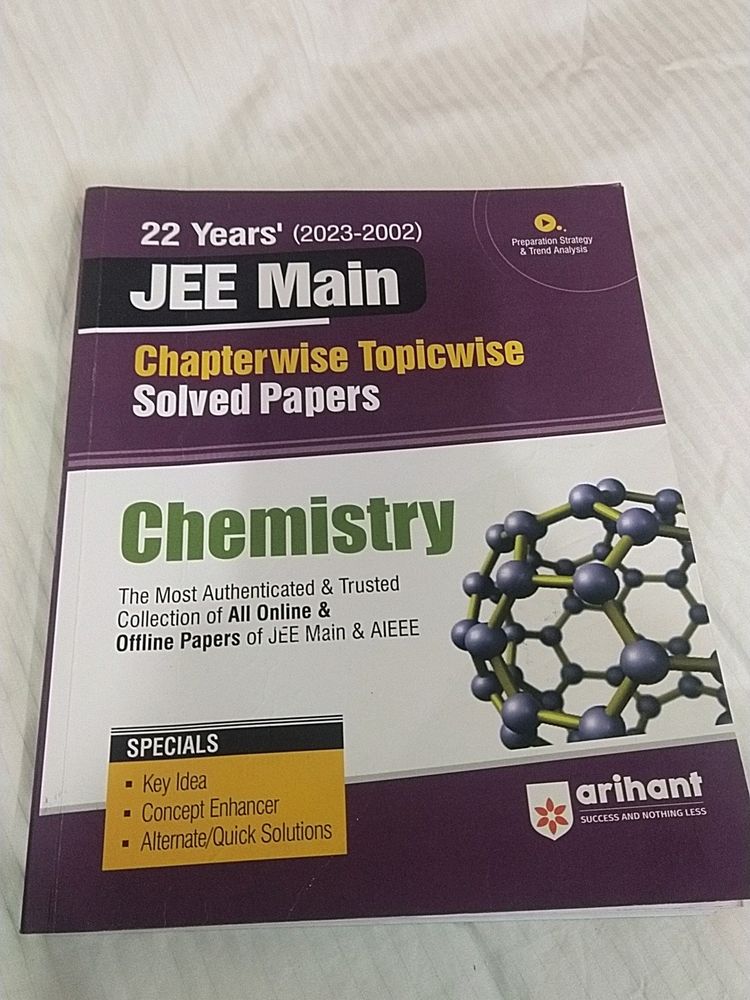 22 Years' (2023-2002)
JEE Main
Chapterwise Topicwise
Solved Papers
Preparation Strategy
& Trend Analysis
Chemistry
The Most Authenticated & Trusted
Collection of All Online &
Offline Papers of JEE Main & AIEEE
SPECIALS
▪ Key Idea
▪ Concept Enhancer
▪ Alternate/Quick Solutions
arihant
SUCCESS AND NOTHING LESS